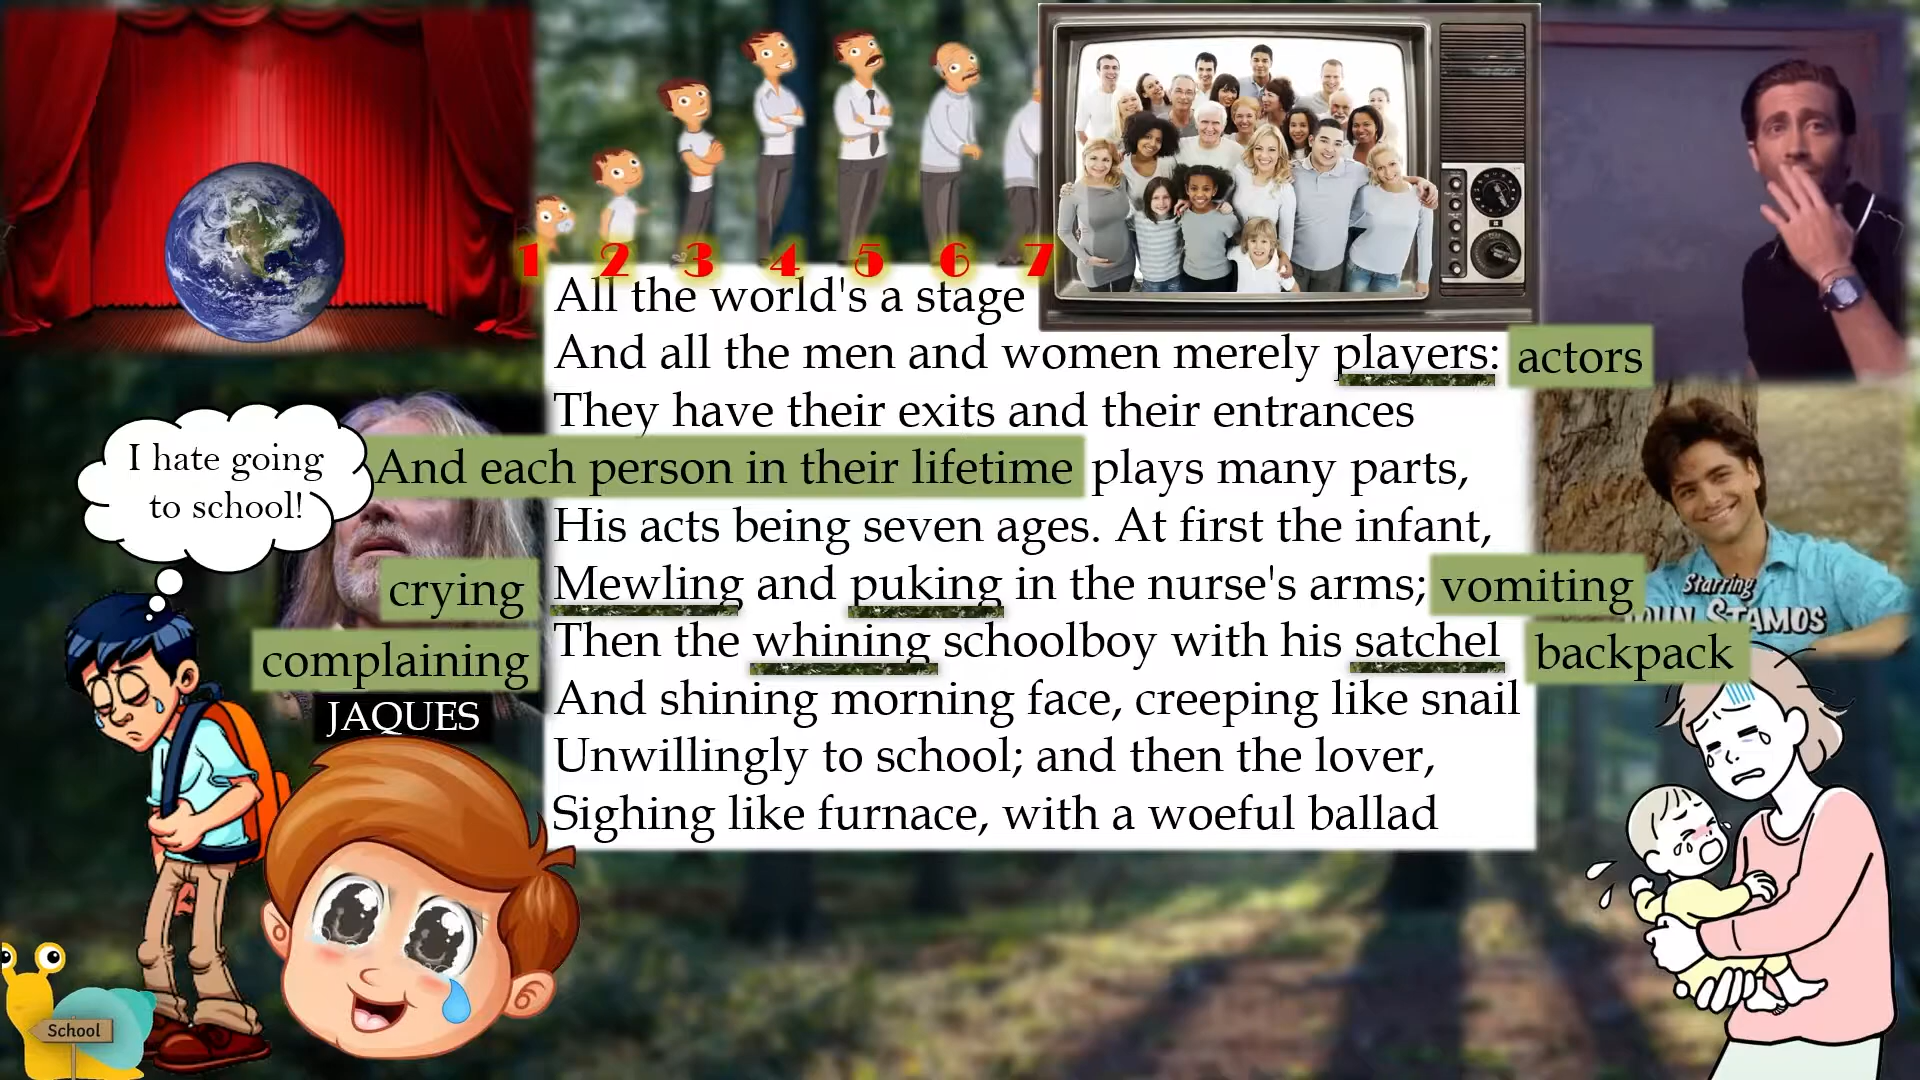 1 2 3 4 5 6 7
All the world's a stage
And all the men and women merely players: actors
They have their exits and their entrances
And each person in their lifetime plays many parts,
His acts being seven ages. At first the infant,
crying Mewling and puking in the nurse's arms; vomiting
complaining Then the whining schoolboy with his satchel backpack
And shining morning face, creeping like snail
Unwillingly to school; and then the lover,
Sighing like furnace, with a woeful ballad
I hate going
to school!
JAQUES
Starring
STAMOS
School